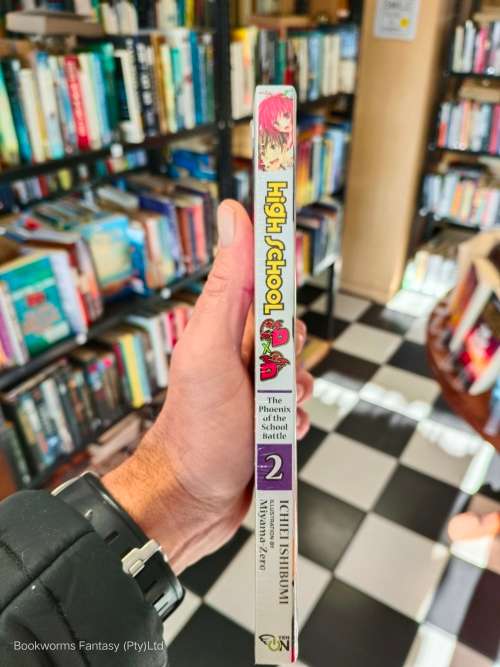 High School
DxD
The
Phoenix
of the
School
Battle
2
ICHIEI ISHIBUMI
ILLUSTRATION BY
Miyama-Zero
YEN
ON
Bookworms Fantasy (Pty)Ltd